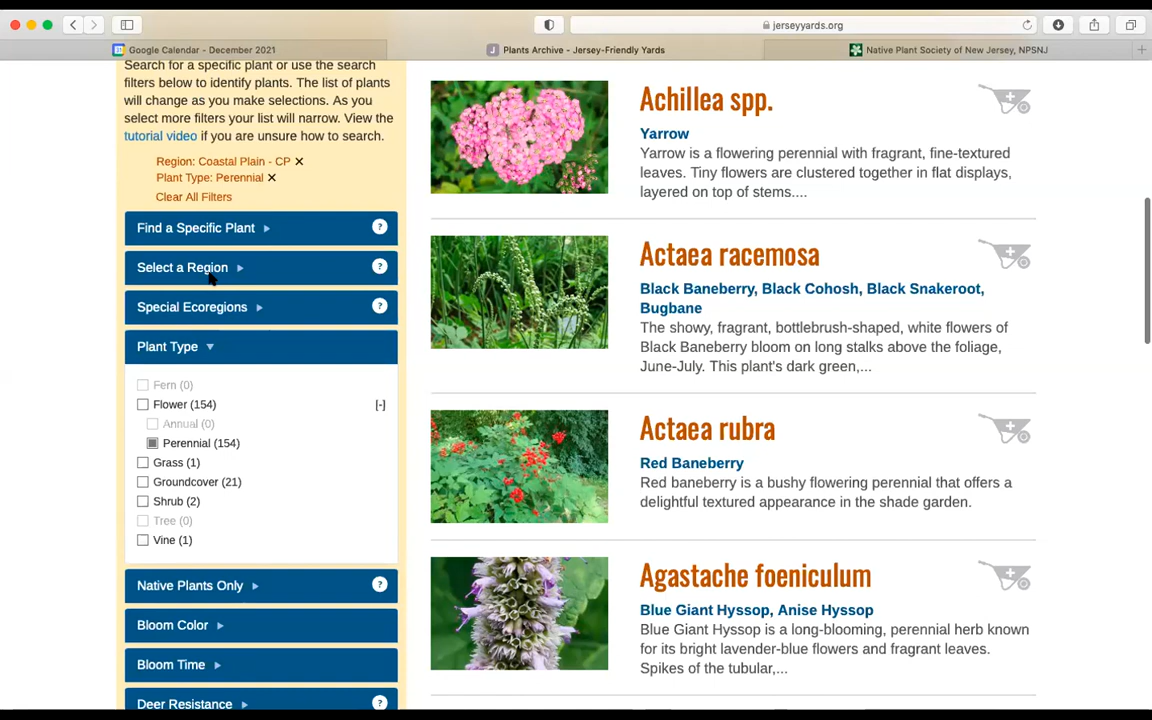 jerseyyards.org
Google Calendar - December 2021
Plants Archive - Jersey-Friendly Yards
Native Plant Society of New Jersey, NPSNJ
Search for a specific plant or use the search
filters below to identify plants. The list of plants
will change as you make selections. As you
select more filters your list will narrow. View the
tutorial video if you are unsure how to search.
Region: Coastal Plain - CP
Plant Type: Perennial
Clear All Filters
Find a Specific Plant ?
Select a Region ?
Special Ecoregions ?
Plant Type
Fern (0)
Flower (154) [-]
Annual (0)
Perennial (154)
Grass (1)
Groundcover (21)
Shrub (2)
Tree (0)
Vine (1)
Native Plants Only ?
Bloom Color
Bloom Time
Deer Resistance ?
Achillea spp.
Yarrow
Yarrow is a flowering perennial with fragrant, fine-textured
leaves. Tiny flowers are clustered together in flat displays,
layered on top of stems....
Actaea racemosa
Black Baneberry, Black Cohosh, Black Snakeroot,
Bugbane
The showy, fragrant, bottlebrush-shaped, white flowers of
Black Baneberry bloom on long stalks above the foliage,
June-July. This plant's dark green,...
Actaea rubra
Red Baneberry
Red baneberry is a bushy flowering perennial that offers a
delightful textured appearance in the shade garden.
Agastache foeniculum
Blue Giant Hyssop, Anise Hyssop
Blue Giant Hyssop is a long-blooming, perennial herb known
for its bright lavender-blue flowers and fragrant leaves.
Spikes of the tubular,...